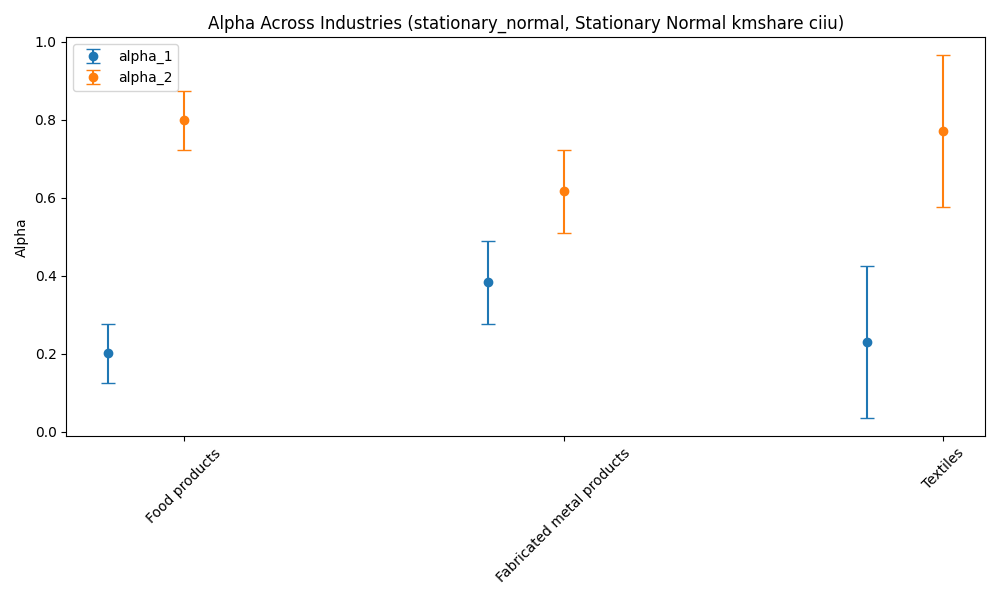 Alpha Across Industries (stationary_normal, Stationary Normal kmshare ciiu)
alpha_1
alpha_2
1.0
0.8
0.6
0.4
0.2
0.0
Alpha
Food products
Fabricated metal products
Textiles